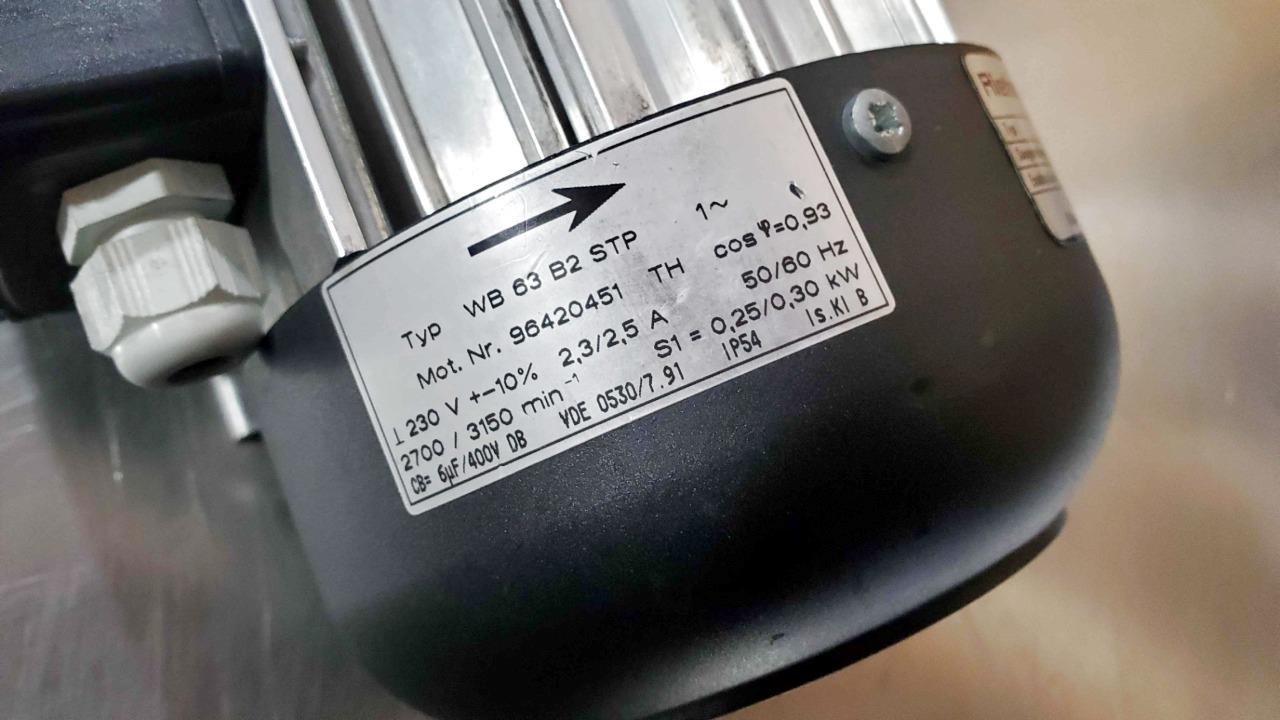 1~
Typ WB 63 B2 STP
Mot. Nr. 96420451 TH cosφ=0,93
⊥ 230 V +-10% 2,3/2,5 A 50/60 Hz
2700 / 3150 min⁻¹ S1 = 0,25/0,30 kW
CB= 6µF/400V DB VDE 0530/7.91 IP54 Is.Kl B